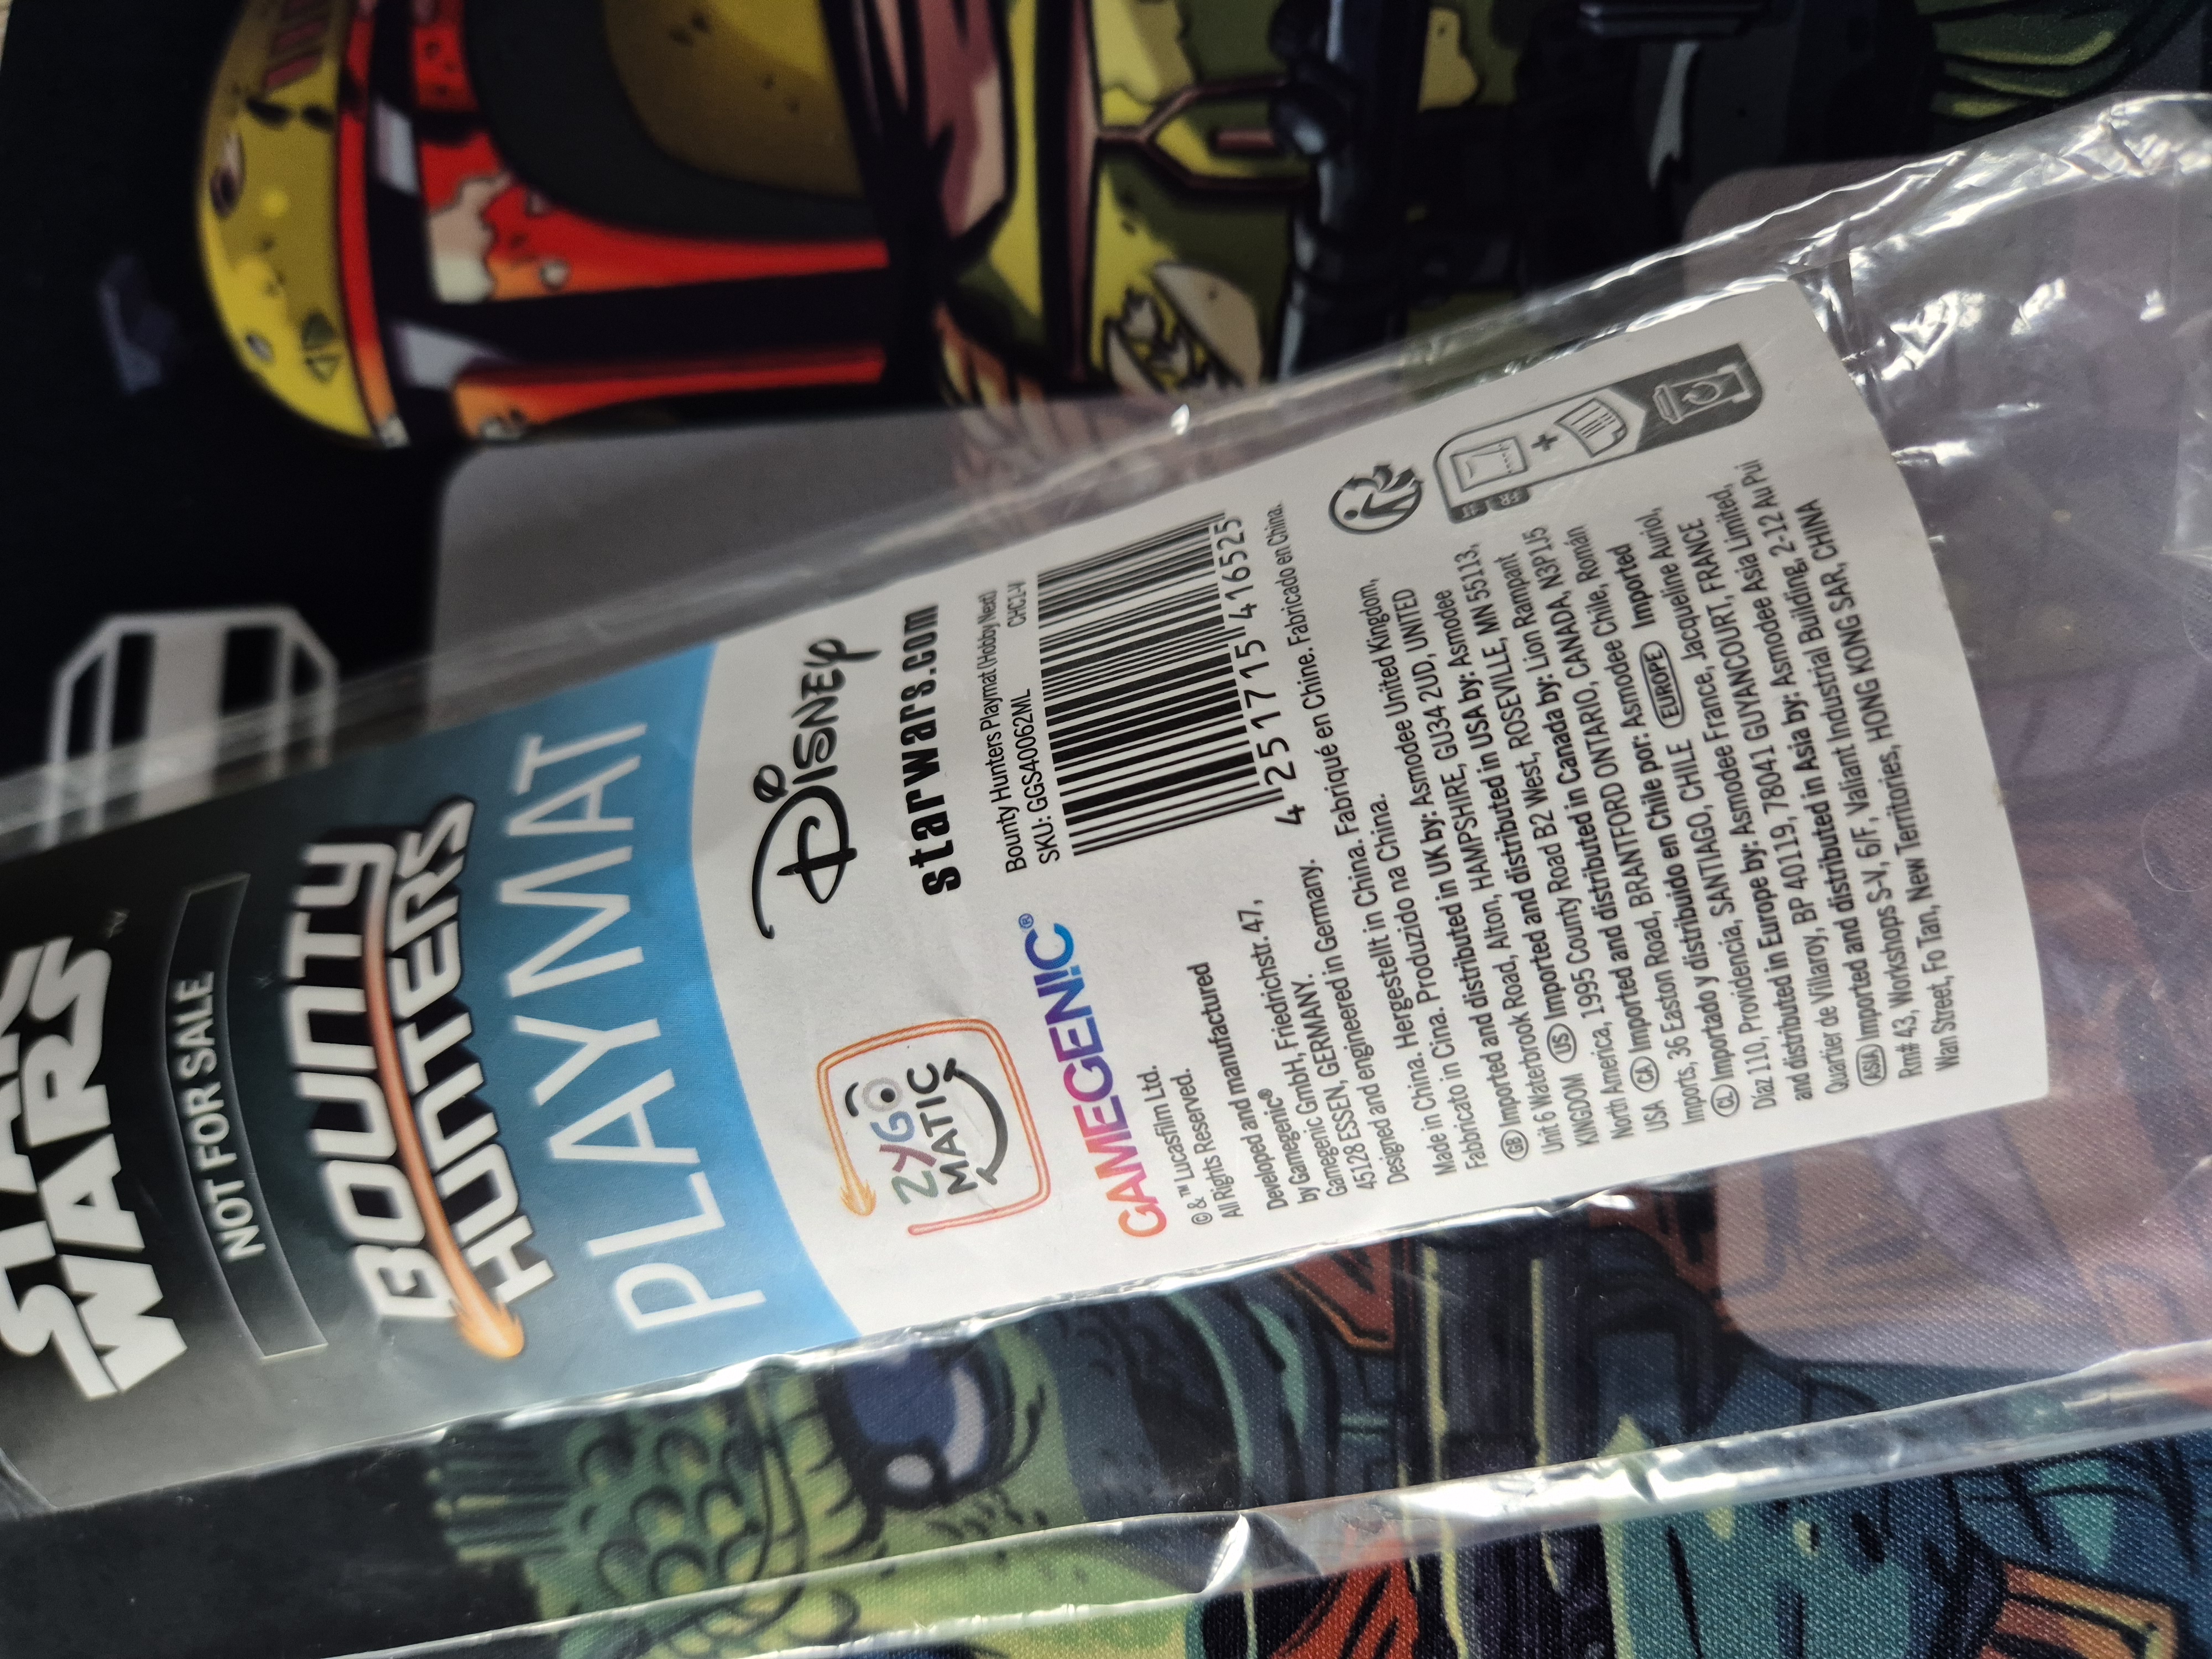 WARS™
NOT FOR SALE
BOUNTY
HUNTERS
PLAYMAT
ZYGO
MATIC
Disney
starwars.com
GAMEGENIC®
Bounty Hunters Playmat (Hobby Next)
SKU: GGS40062ML CHC14
4 251715 416525
© & ™ Lucasfilm Ltd.
All Rights Reserved.
Developed and manufactured
by Gamegenic®
Gamegenic GmbH, Friedrichstr. 47,
45128 ESSEN, GERMANY.
Designed and engineered in Germany.
Made in China. Hergestellt in China. Fabriqué en Chine. Fabricado en China.
Fabricato in Cina. Produzido na China.
GB Imported and distributed in UK by: Asmodee United Kingdom,
Unit 6 Waterbrook Road, Alton, HAMPSHIRE, GU34 2UD, UNITED
KINGDOM US Imported and distributed in USA by: Asmodee
North America, 1995 County Road B2 West, ROSEVILLE, MN 55113,
USA CA Imported and distributed in Canada by: Lion Rampant
Imports, 36 Easton Road, BRANTFORD ONTARIO, CANADA, N3P 1J5
CL Importado y distribuido en Chile por: Asmodee Chile, Román
Díaz 110, Providencia, SANTIAGO, CHILE EUROPE Imported
and distributed in Europe by: Asmodee France, Jacqueline Auriol,
Quartier de Villaroy, BP 40119, 78041 GUYANCOURT, FRANCE
ASIA Imported and distributed in Asia by: Asmodee Asia Limited,
Rm# 43, Workshops S-V, 6/F, Valiant Industrial Building, 2-12 Au Pui
Wan Street, Fo Tan, New Territories, HONG KONG SAR, CHINA